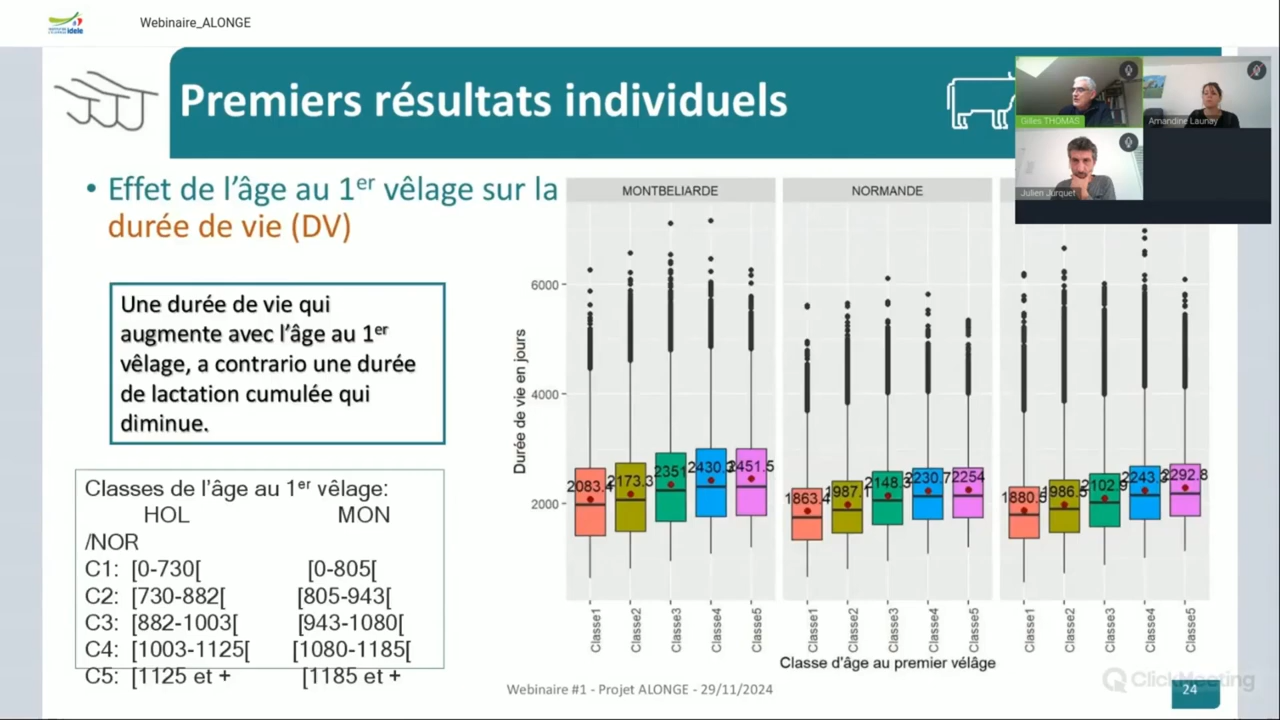 idele
Webinaire_ALONGE
Premiers résultats individuels
Gilles THOMAS
Amandine Launay
Julien Jurquet
• Effet de l'âge au 1er vêlage sur la
durée de vie (DV)
Une durée de vie qui
augmente avec l'âge au 1er
vêlage, a contrario une durée
de lactation cumulée qui
diminue.
Classes de l'âge au 1er vêlage:
HOL MON
/NOR
C1: [0-730[ [0-805[
C2: [730-882[ [805-943[
C3: [882-1003[ [943-1080[
C4: [1003-1125[ [1080-1185[
C5: [1125 et + [1185 et +
MONTBELIARDE
NORMANDE
Durée de vie en jours
6000
4000
2000
2083.4 2173.3 2351 2430.3 2451.5
1863.4 1987.1 2148.3 2230.7 2254
1880.5 1986.5 2102.9 2243.3 2292.8
Classe1 Classe2 Classe3 Classe4 Classe5
Classe1 Classe2 Classe3 Classe4 Classe5
Classe1 Classe2 Classe3 Classe4 Classe5
Classe d'âge au premier vélâge
Webinaire #1 - Projet ALONGE - 29/11/2024
ClickMeeting
24